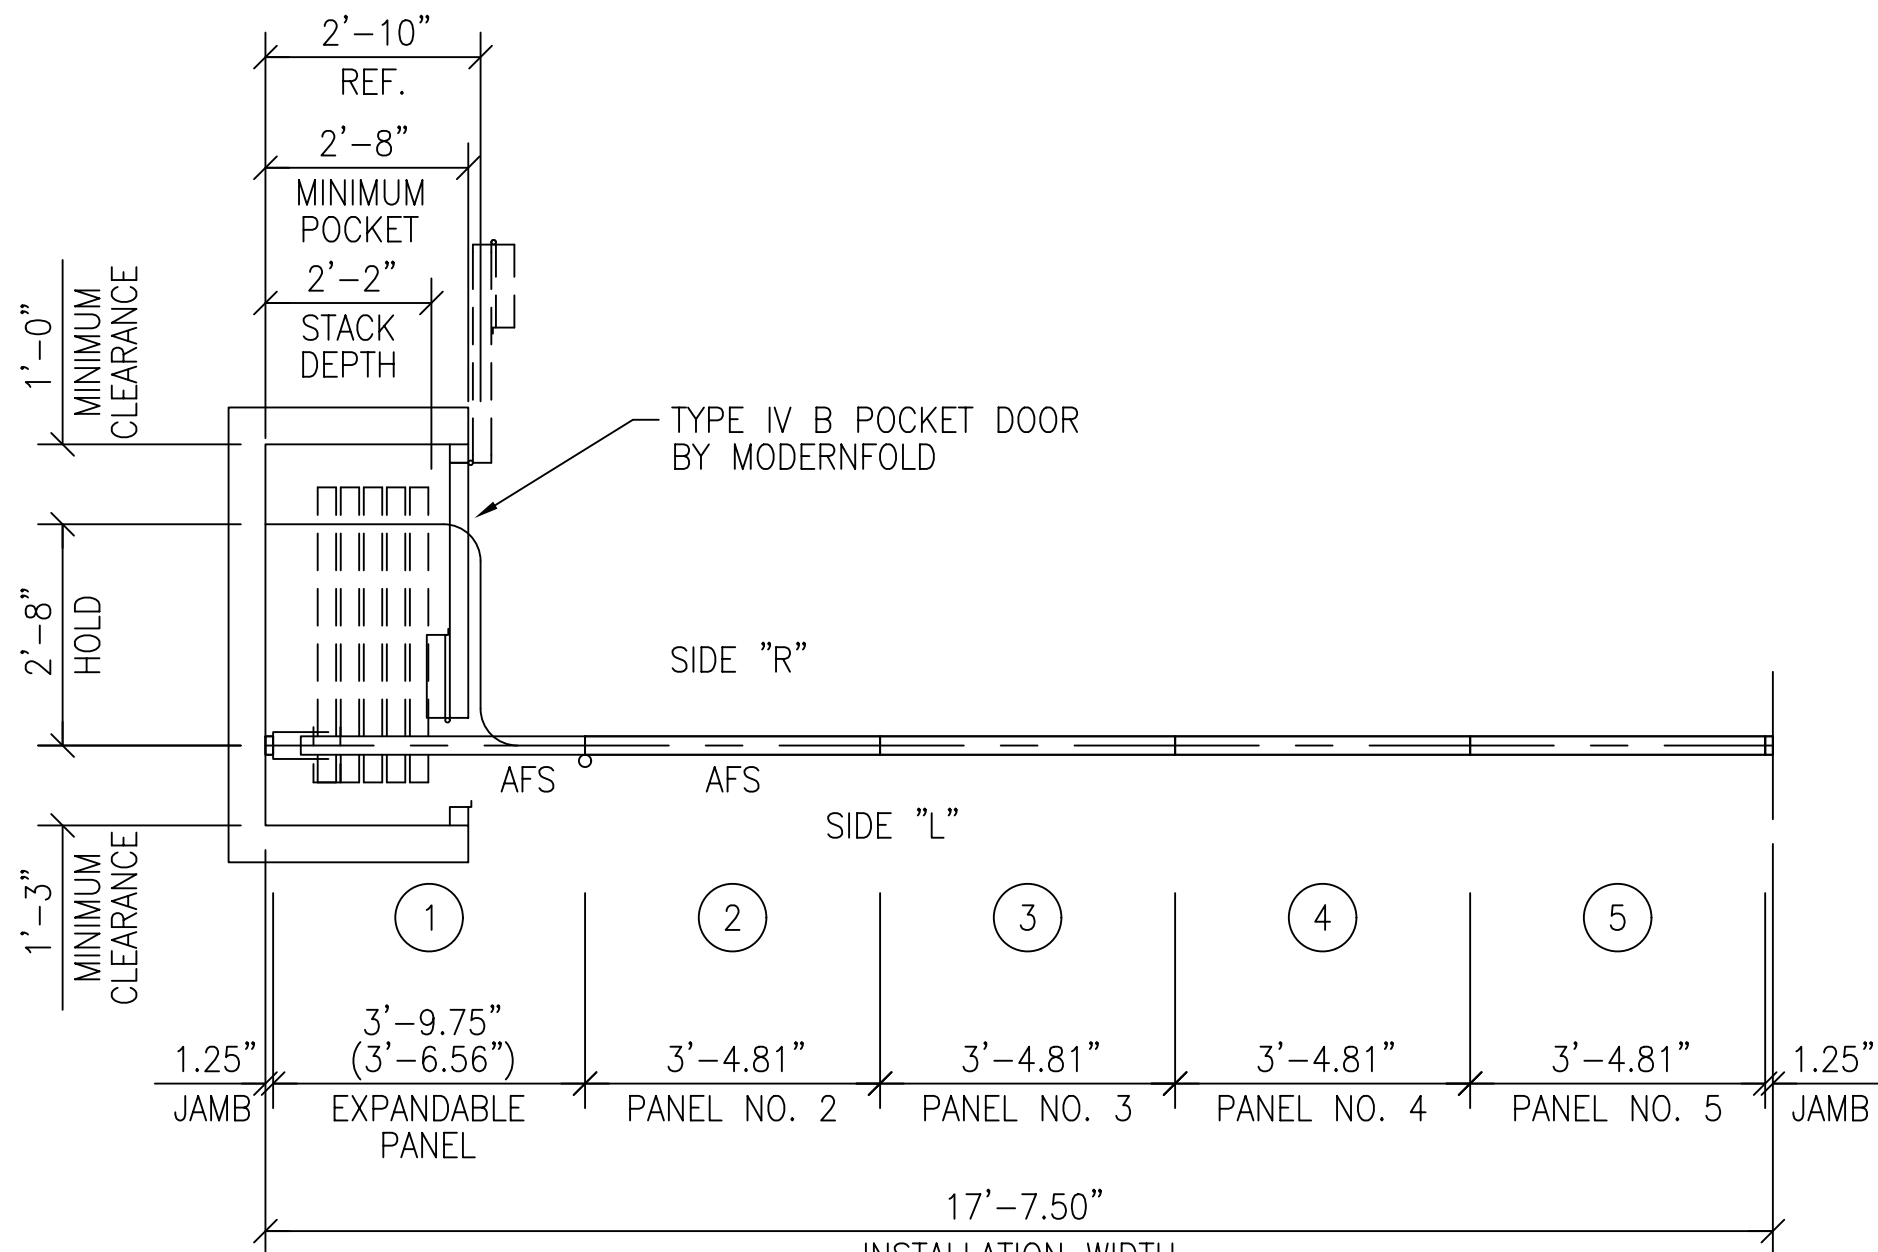 2'-10"
REF.
2'-8"
MINIMUM
POCKET
2'-2"
STACK
DEPTH
1'-0"
MINIMUM
CLEARANCE
TYPE IV B POCKET DOOR
BY MODERNFOLD
2'-8"
HOLD
SIDE "R"
AFS
AFS
SIDE "L"
1'-3"
MINIMUM
CLEARANCE
1
2
3
4
5
1.25"
JAMB
3'-9.75"
(3'-6.56")
EXPANDABLE
PANEL
3'-4.81"
PANEL NO. 2
3'-4.81"
PANEL NO. 3
3'-4.81"
PANEL NO. 4
3'-4.81"
PANEL NO. 5
1.25"
JAMB
17'-7.50"
INSTALLATION WIDTH